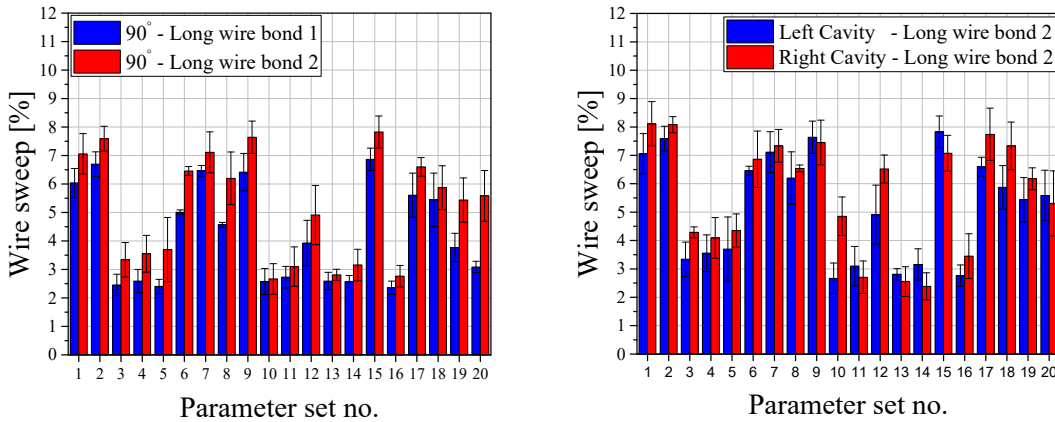 90° - Long wire bond 1
90° - Long wire bond 2
Wire sweep [%]
12
11
10
9
8
7
6
5
4
3
2
1
0
1 2 3 4 5 6 7 8 9 10 11 12 13 14 15 16 17 18 19 20
Parameter set no.
Left Cavity - Long wire bond 2
Right Cavity - Long wire bond 2
Wire sweep [%]
12
11
10
9
8
7
6
5
4
3
2
1
0
1 2 3 4 5 6 7 8 9 10 11 12 13 14 15 16 17 18 19 20
Parameter set no.